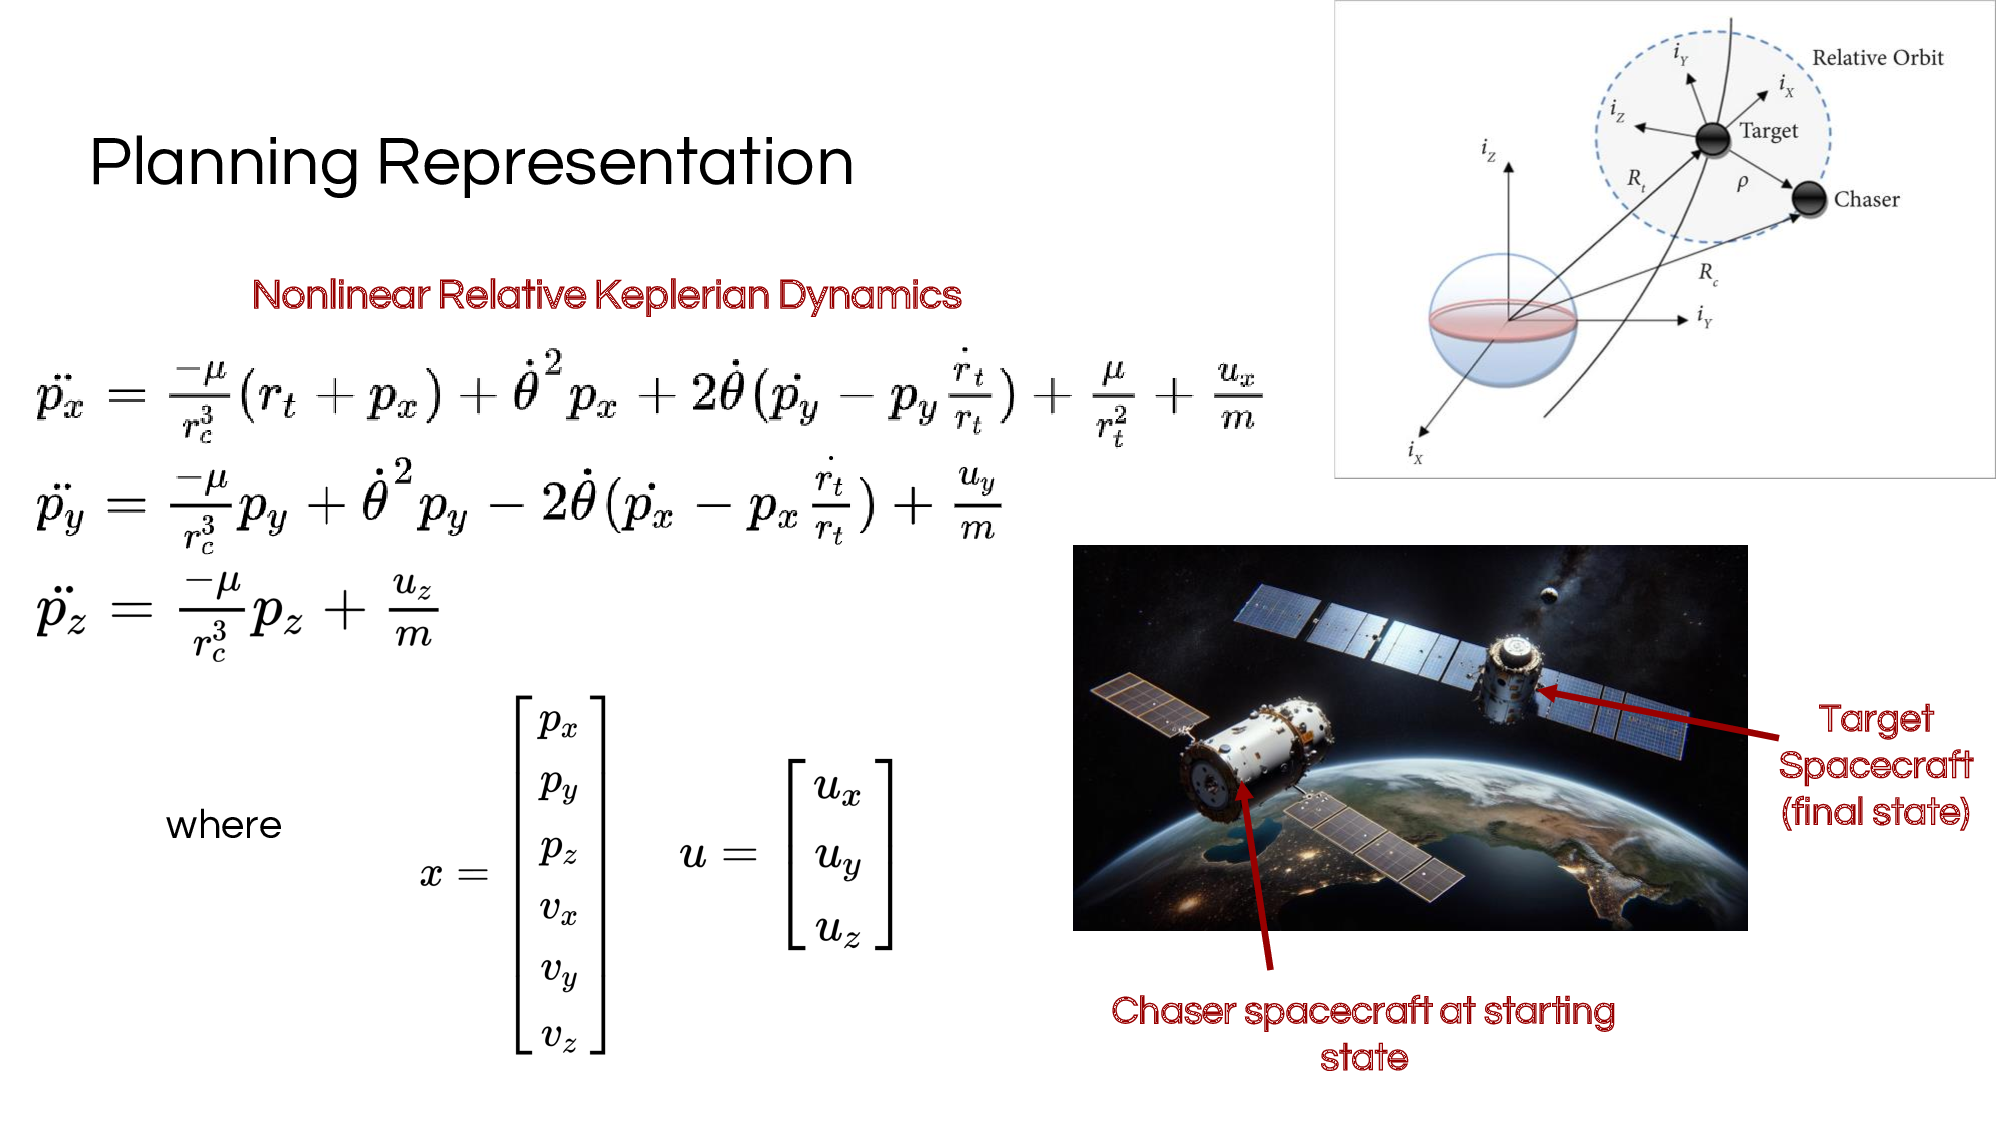 Planning Representation
Nonlinear Relative Keplerian Dynamics
$\ddot{p_x} = \frac{-\mu}{r_c^3}(r_t + p_x) + \dot{\theta}^2 p_x + 2\dot{\theta}(\dot{p_y} - p_y\frac{\dot{r_t}}{r_t}) + \frac{\mu}{r_t^2} + \frac{u_x}{m}$
$\ddot{p_y} = \frac{-\mu}{r_c^3}p_y + \dot{\theta}^2 p_y - 2\dot{\theta}(\dot{p_x} - p_x\frac{\dot{r_t}}{r_t}) + \frac{u_y}{m}$
$\ddot{p_z} = \frac{-\mu}{r_c^3}p_z + \frac{u_z}{m}$
where
$x = \begin{bmatrix} p_x \\ p_y \\ p_z \\ v_x \\ v_y \\ v_z \end{bmatrix}$
$u = \begin{bmatrix} u_x \\ u_y \\ u_z \end{bmatrix}$
Relative Orbit
$i_Y$
$i_X$
$i_Z$
Target
$i_Z$
$R_t$
$\rho$
Chaser
$R_c$
$i_Y$
$i_X$
Target
Spacecraft
(final state)
Chaser spacecraft at starting
state